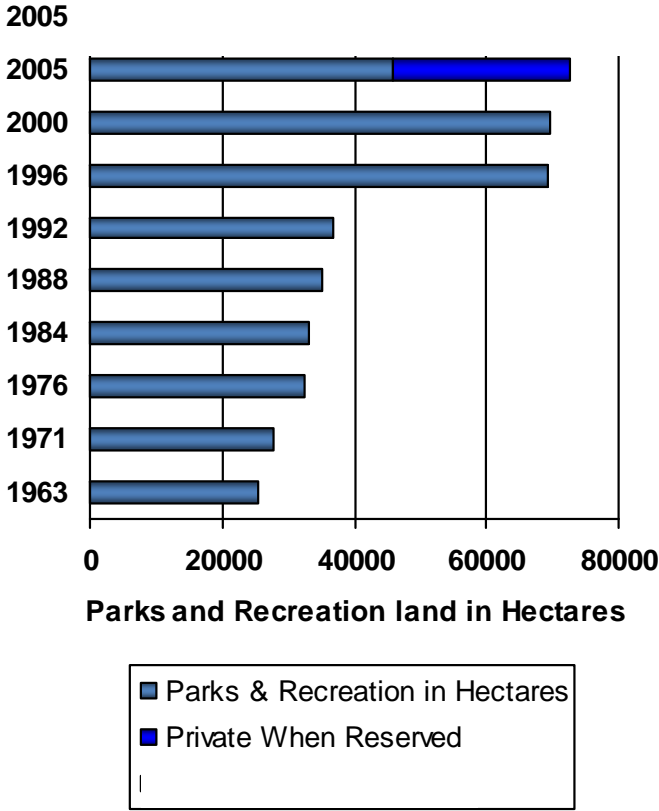 2005
2005
2000
1996
1992
1988
1984
1976
1971
1963
0 20000 40000 60000 80000
Parks and Recreation land in Hectares
Parks & Recreation in Hectares
Private When Reserved